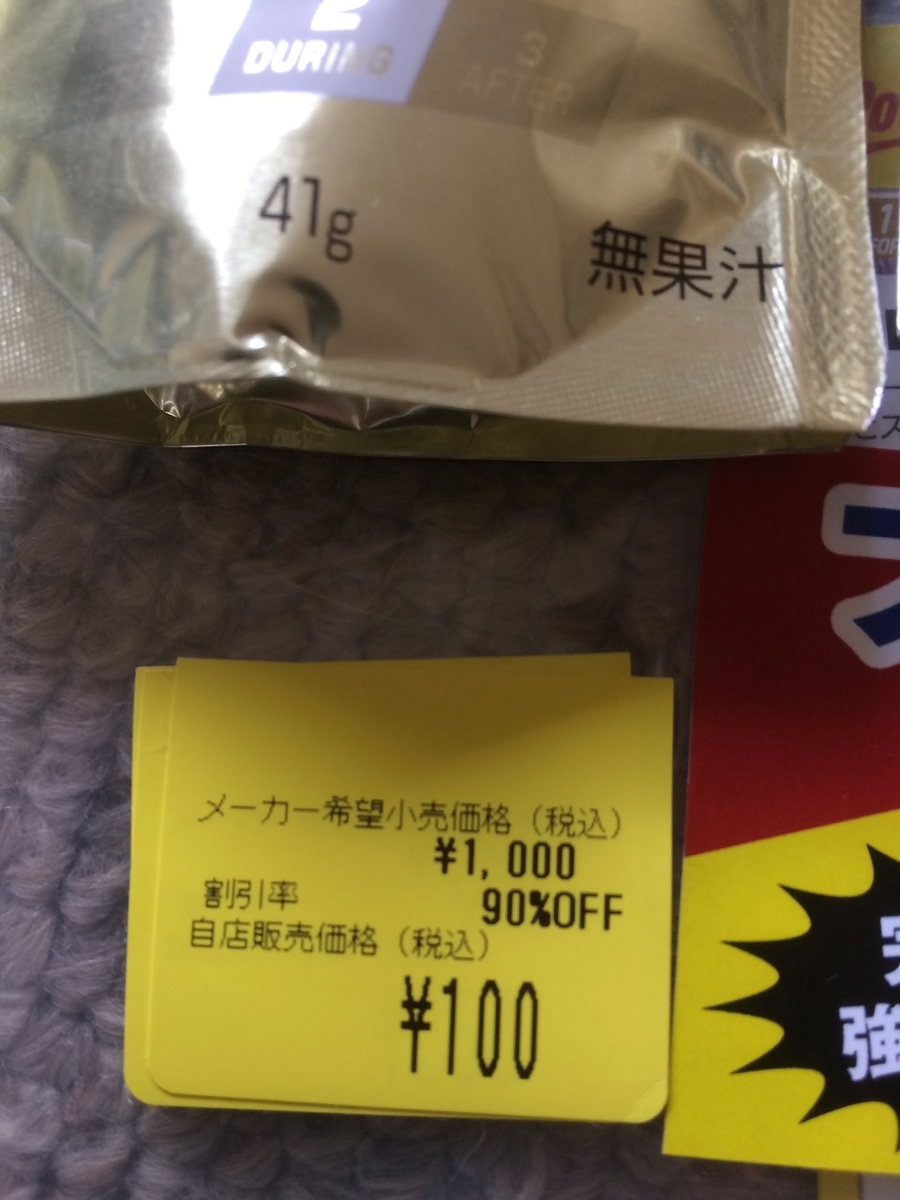 2
DURING
3
AFTER
41g
無果汁
メーカー希望小売価格(税込)
¥1,000
割引率 90%OFF
自店販売価格(税込)
¥100
強